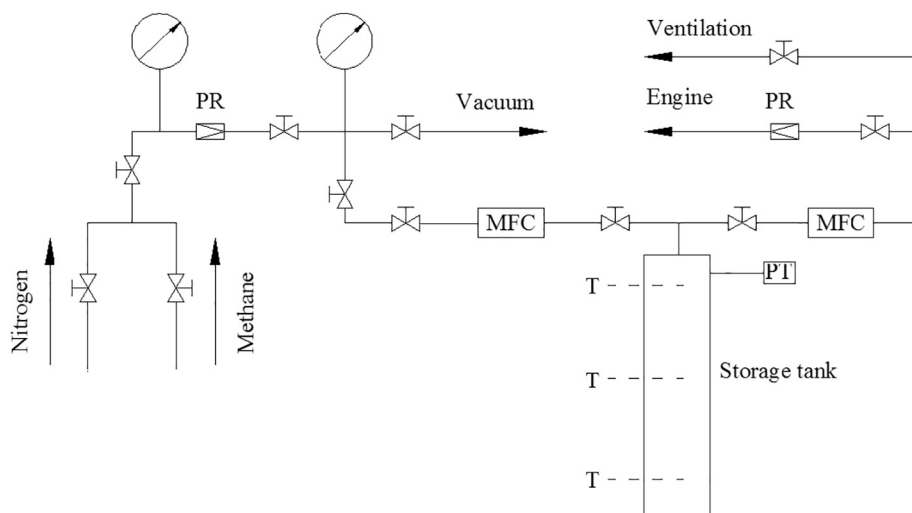 Ventilation
PR
Vacuum
Engine
PR
MFC
MFC
Nitrogen
Methane
T
PT
T
Storage tank
T